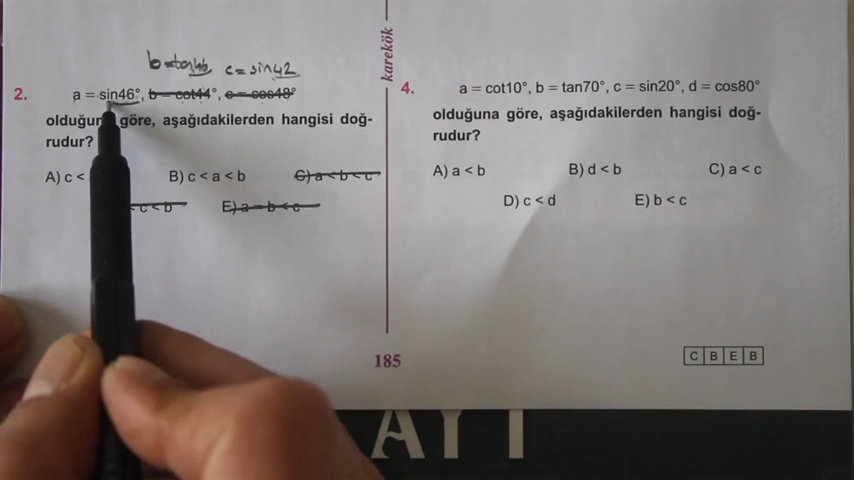 b=tan46 c=sin42
2. a = sin46°, b = cot44°, c = cos48°
olduğuna göre, aşağıdakilerden hangisi doğ-
rudur?
A) c <
B) c < a < b
C) a < b < c
c < b
E) a = b < c
karekök
4. a = cot10°, b = tan70°, c = sin20°, d = cos80°
olduğuna göre, aşağıdakilerden hangisi doğ-
rudur?
A) a < b
B) d < b
C) a < c
D) c < d
E) b < c
185
C B E B
AYT